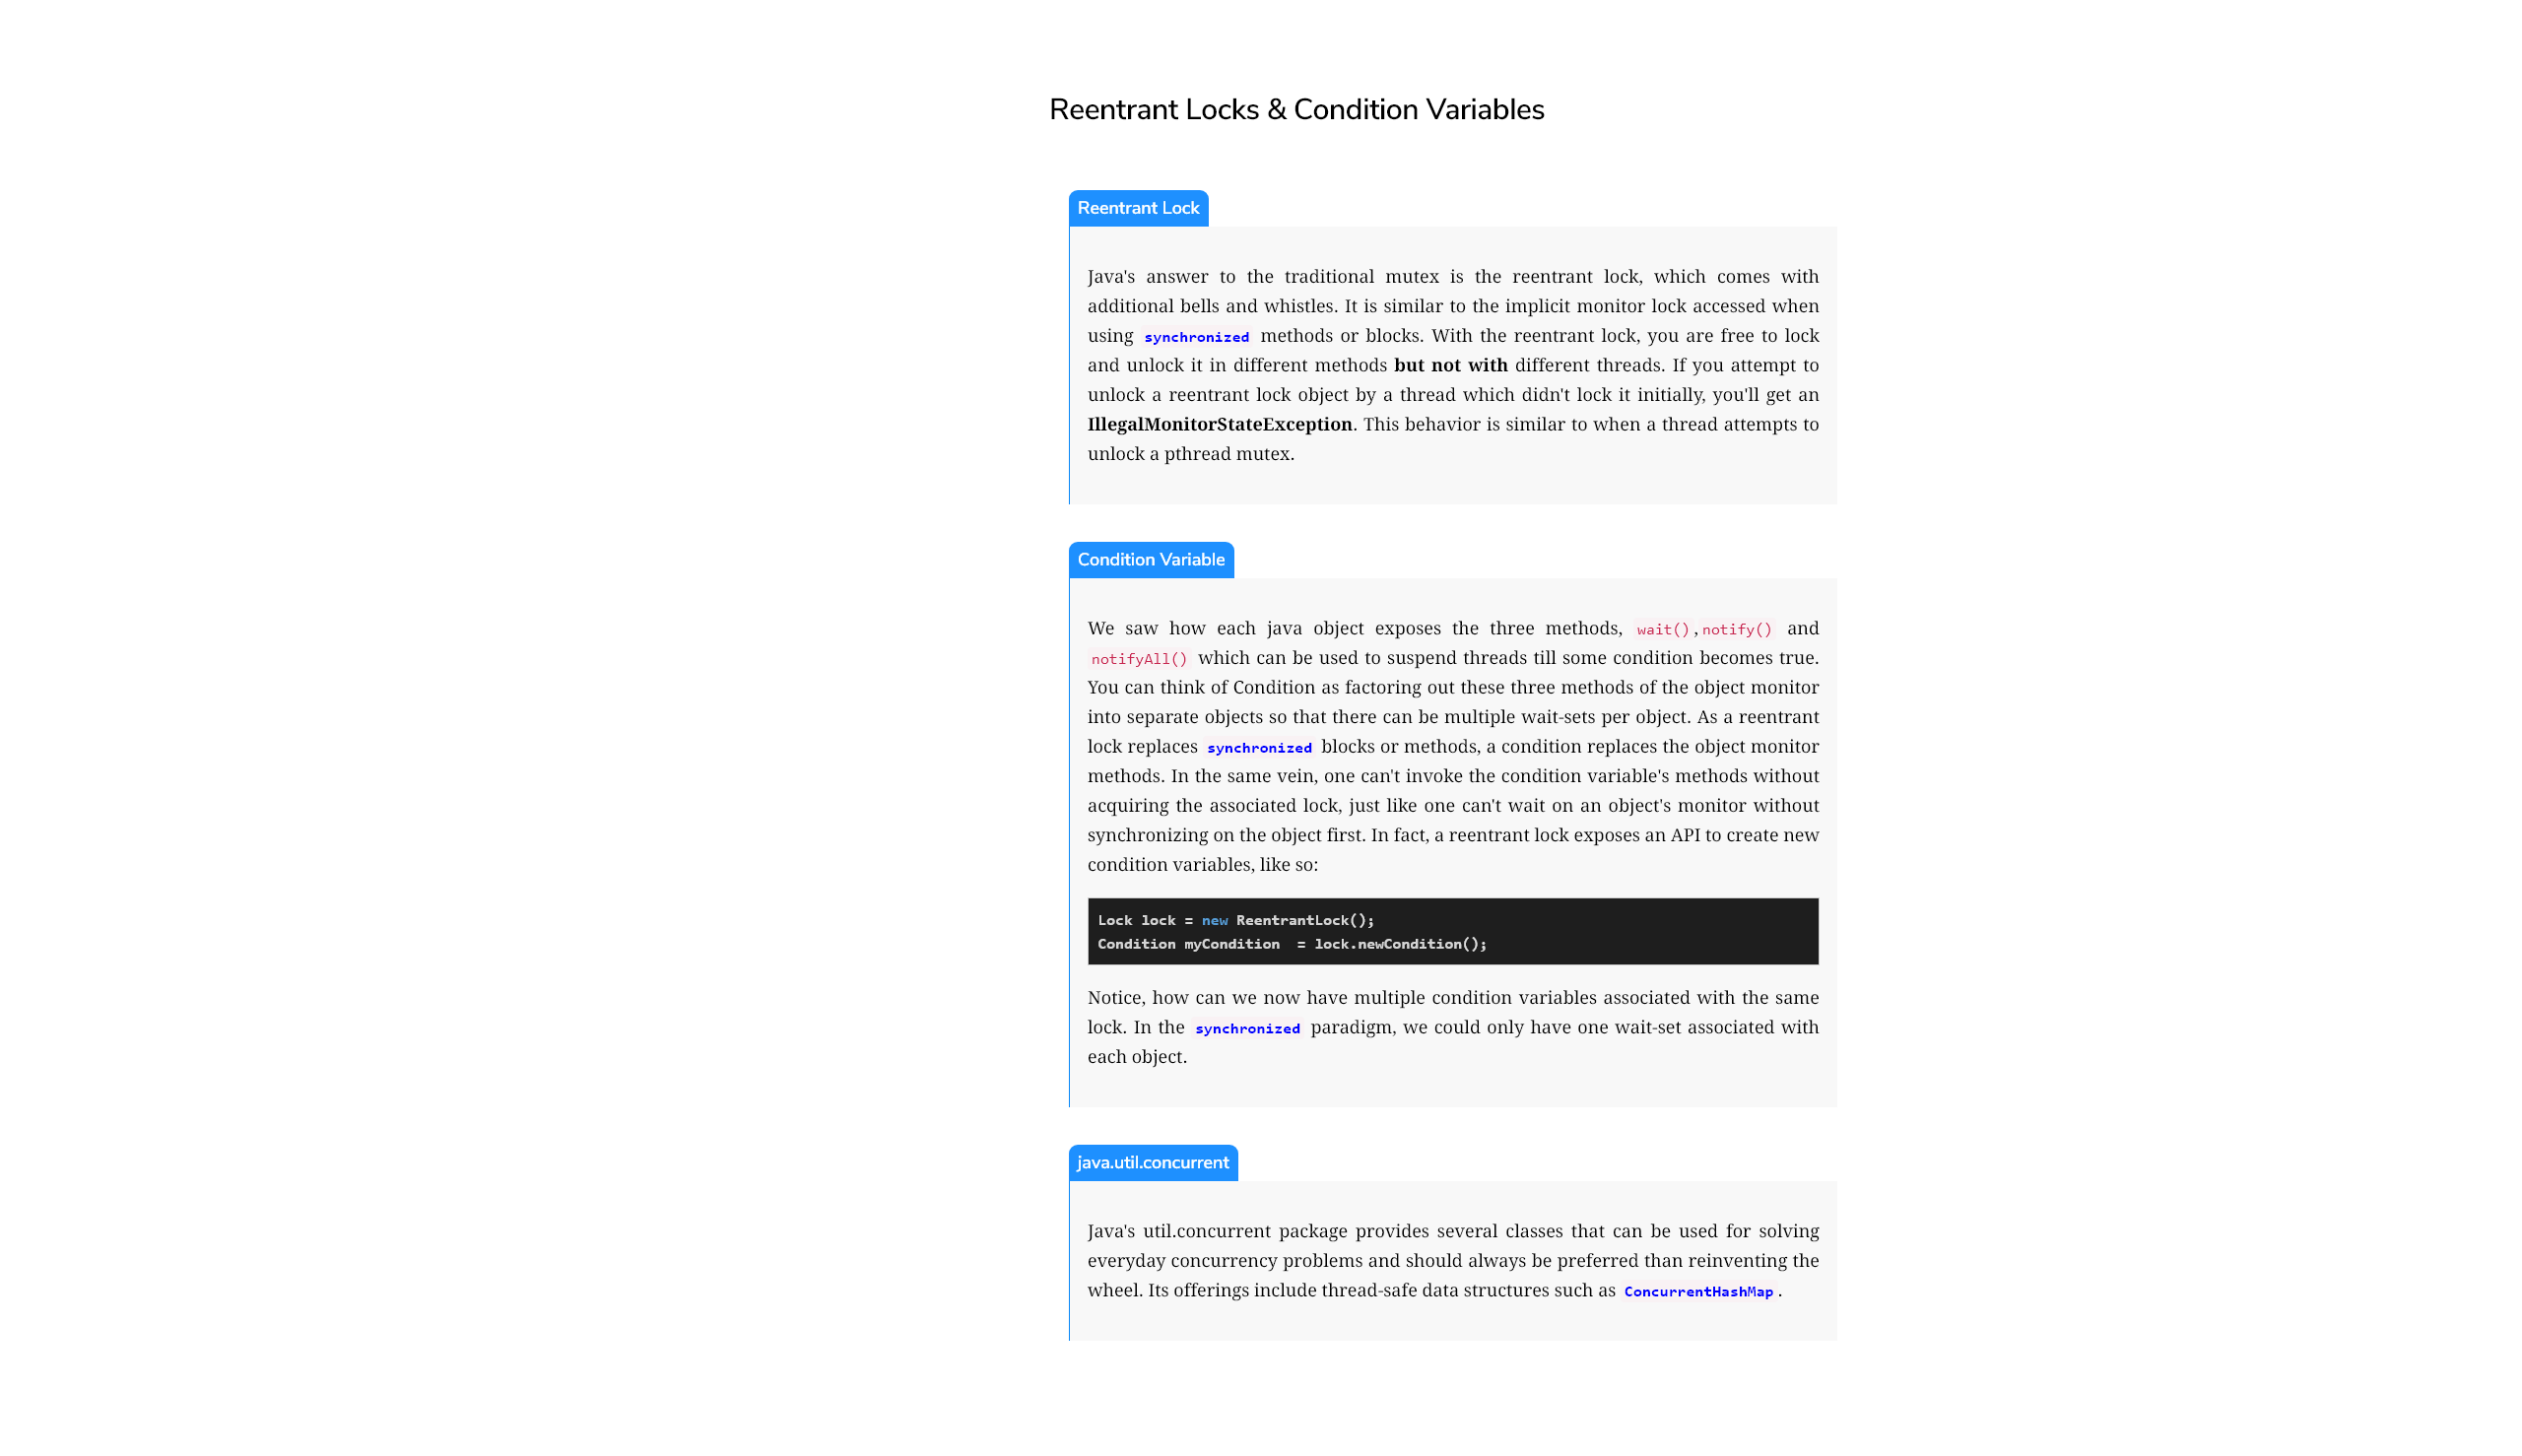 Reentrant Locks & Condition Variables
Reentrant Lock
Java's answer to the traditional mutex is the reentrant lock, which comes with
additional bells and whistles. It is similar to the implicit monitor lock accessed when
using synchronized methods or blocks. With the reentrant lock, you are free to lock
and unlock it in different methods but not with different threads. If you attempt to
unlock a reentrant lock object by a thread which didn't lock it initially, you'll get an
IllegalMonitorStateException. This behavior is similar to when a thread attempts to
unlock a pthread mutex.
Condition Variable
We saw how each java object exposes the three methods, wait(),notify() and
notifyAll() which can be used to suspend threads till some condition becomes true.
You can think of Condition as factoring out these three methods of the object monitor
into separate objects so that there can be multiple wait-sets per object. As a reentrant
lock replaces synchronized blocks or methods, a condition replaces the object monitor
methods. In the same vein, one can't invoke the condition variable's methods without
acquiring the associated lock, just like one can't wait on an object's monitor without
synchronizing on the object first. In fact, a reentrant lock exposes an API to create new
condition variables, like so:
Lock lock = new ReentrantLock();
Condition myCondition  = lock.newCondition();
Notice, how can we now have multiple condition variables associated with the same
lock. In the synchronized paradigm, we could only have one wait-set associated with
each object.
java.util.concurrent
Java's util.concurrent package provides several classes that can be used for solving
everyday concurrency problems and should always be preferred than reinventing the
wheel. Its offerings include thread-safe data structures such as ConcurrentHashMap.